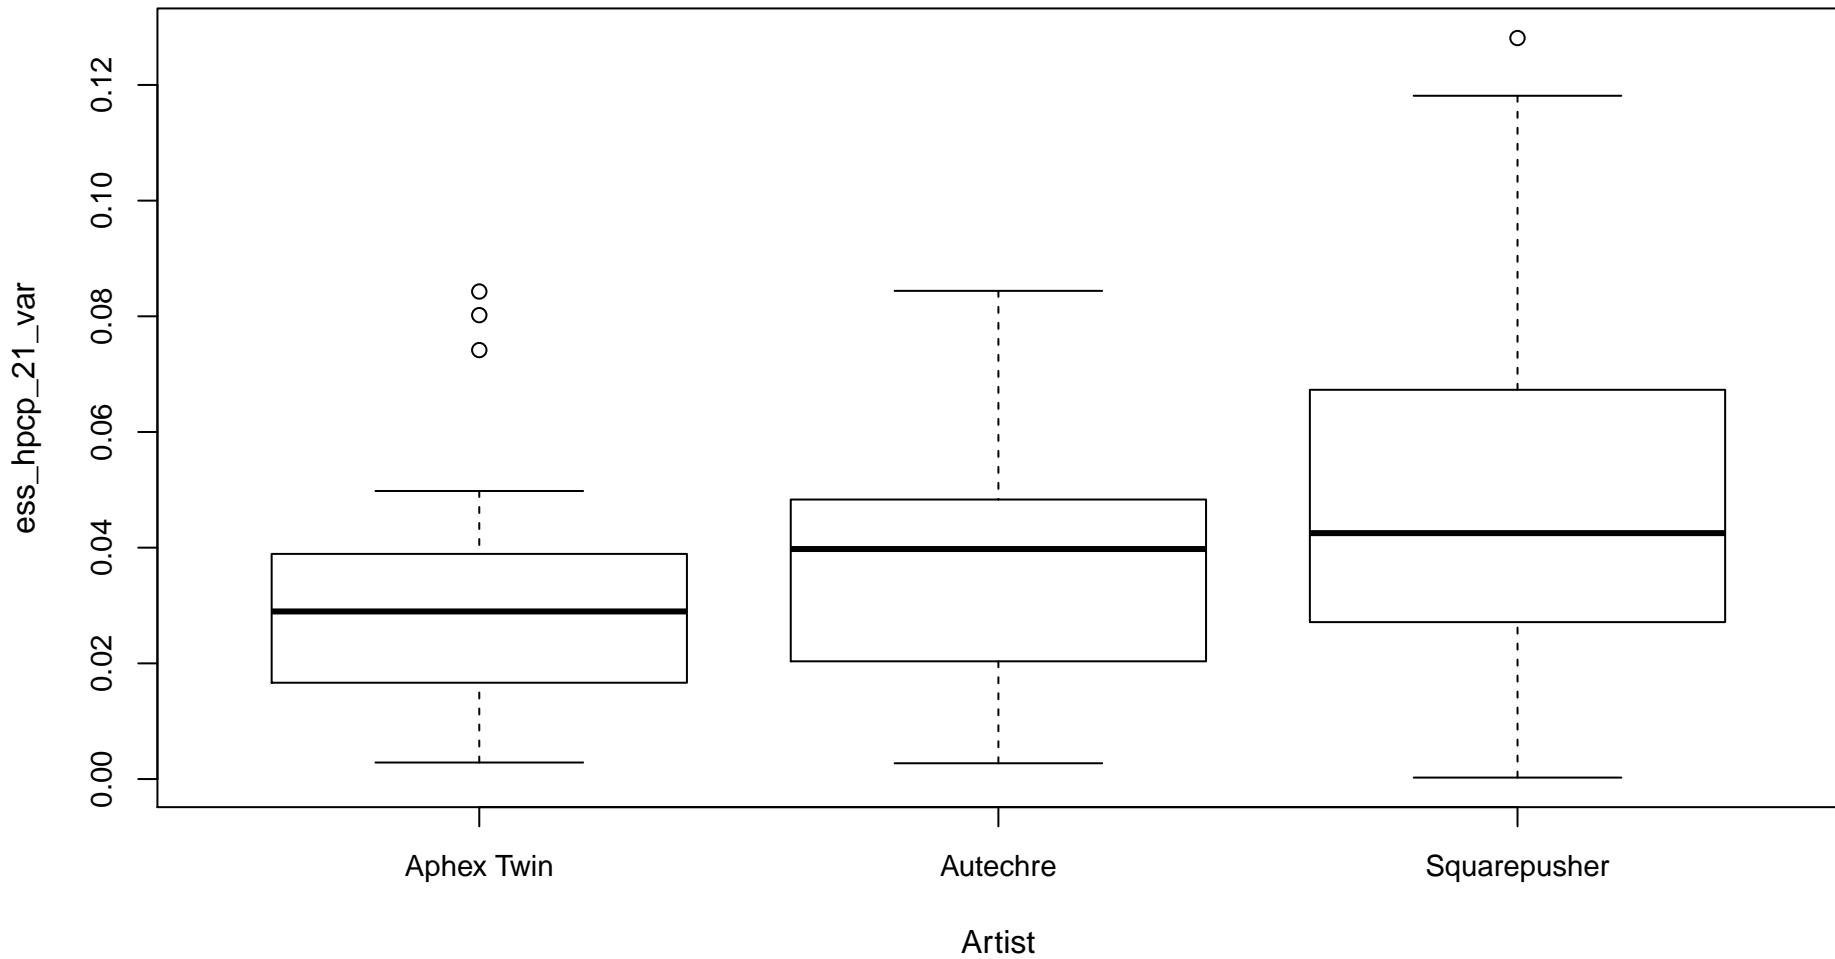 ess_hpcp_21_var
0.12
0.10
0.08
0.06
0.04
0.02
0.00
Aphex Twin
Autechre
Squarepusher
Artist